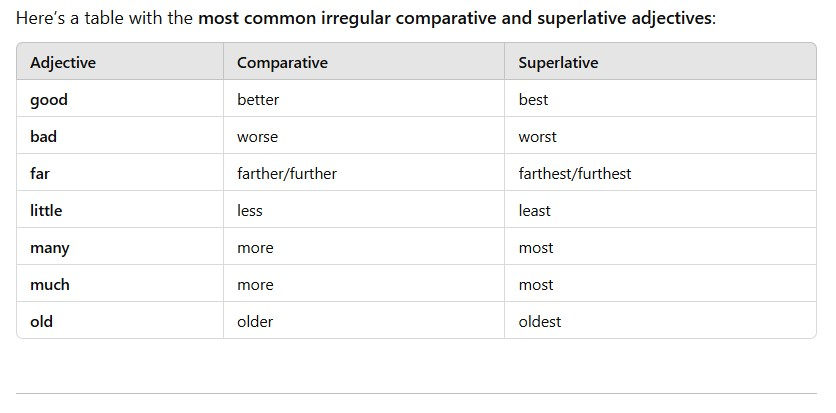 Here's a table with the most common irregular comparative and superlative adjectives:
Adjective Comparative Superlative
good better best
bad worse worst
far farther/further farthest/furthest
little less least
many more most
much more most
old older oldest